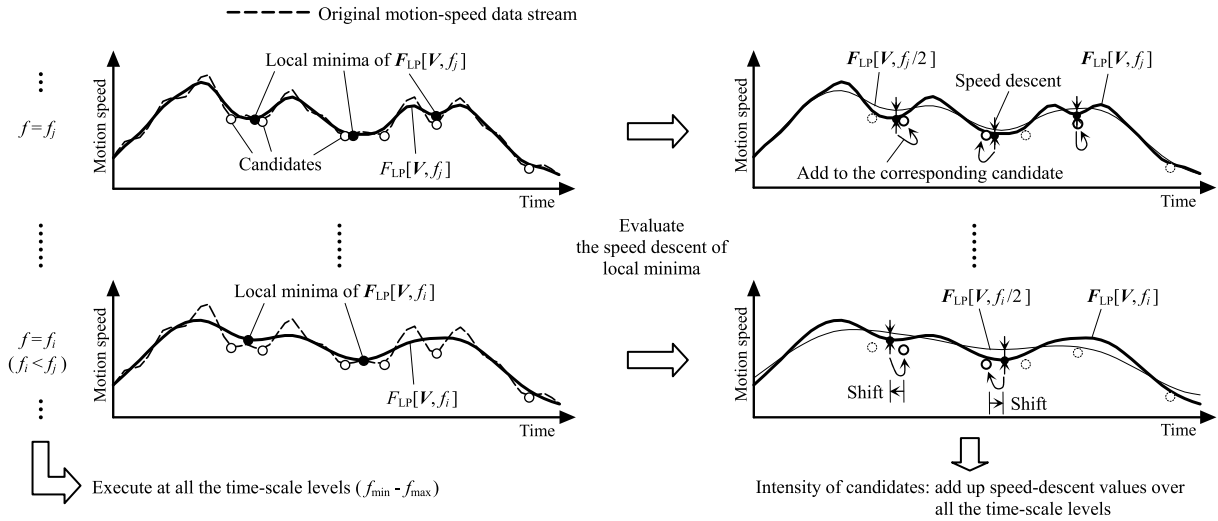 Original motion-speed data stream
Motion speed
Local minima of F_LP[V, f_j]
f = f_j
Candidates
F_LP[V, f_j]
Time
Motion speed
F_LP[V, f_j/2]
F_LP[V, f_j]
Speed descent
Add to the corresponding candidate
Time
Evaluate
the speed descent of
local minima
Motion speed
Local minima of F_LP[V, f_i]
f = f_i
(f_i < f_j)
F_LP[V, f_i]
Time
Motion speed
F_LP[V, f_i/2]
F_LP[V, f_i]
Shift
Shift
Time
Execute at all the time-scale levels (f_min - f_max)
Intensity of candidates: add up speed-descent values over
all the time-scale levels